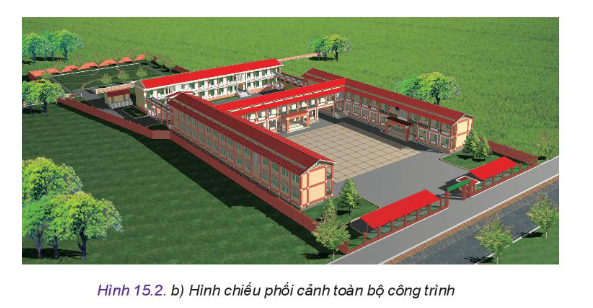 Hình 15.2. b) Hình chiếu phối cảnh toàn bộ công trình